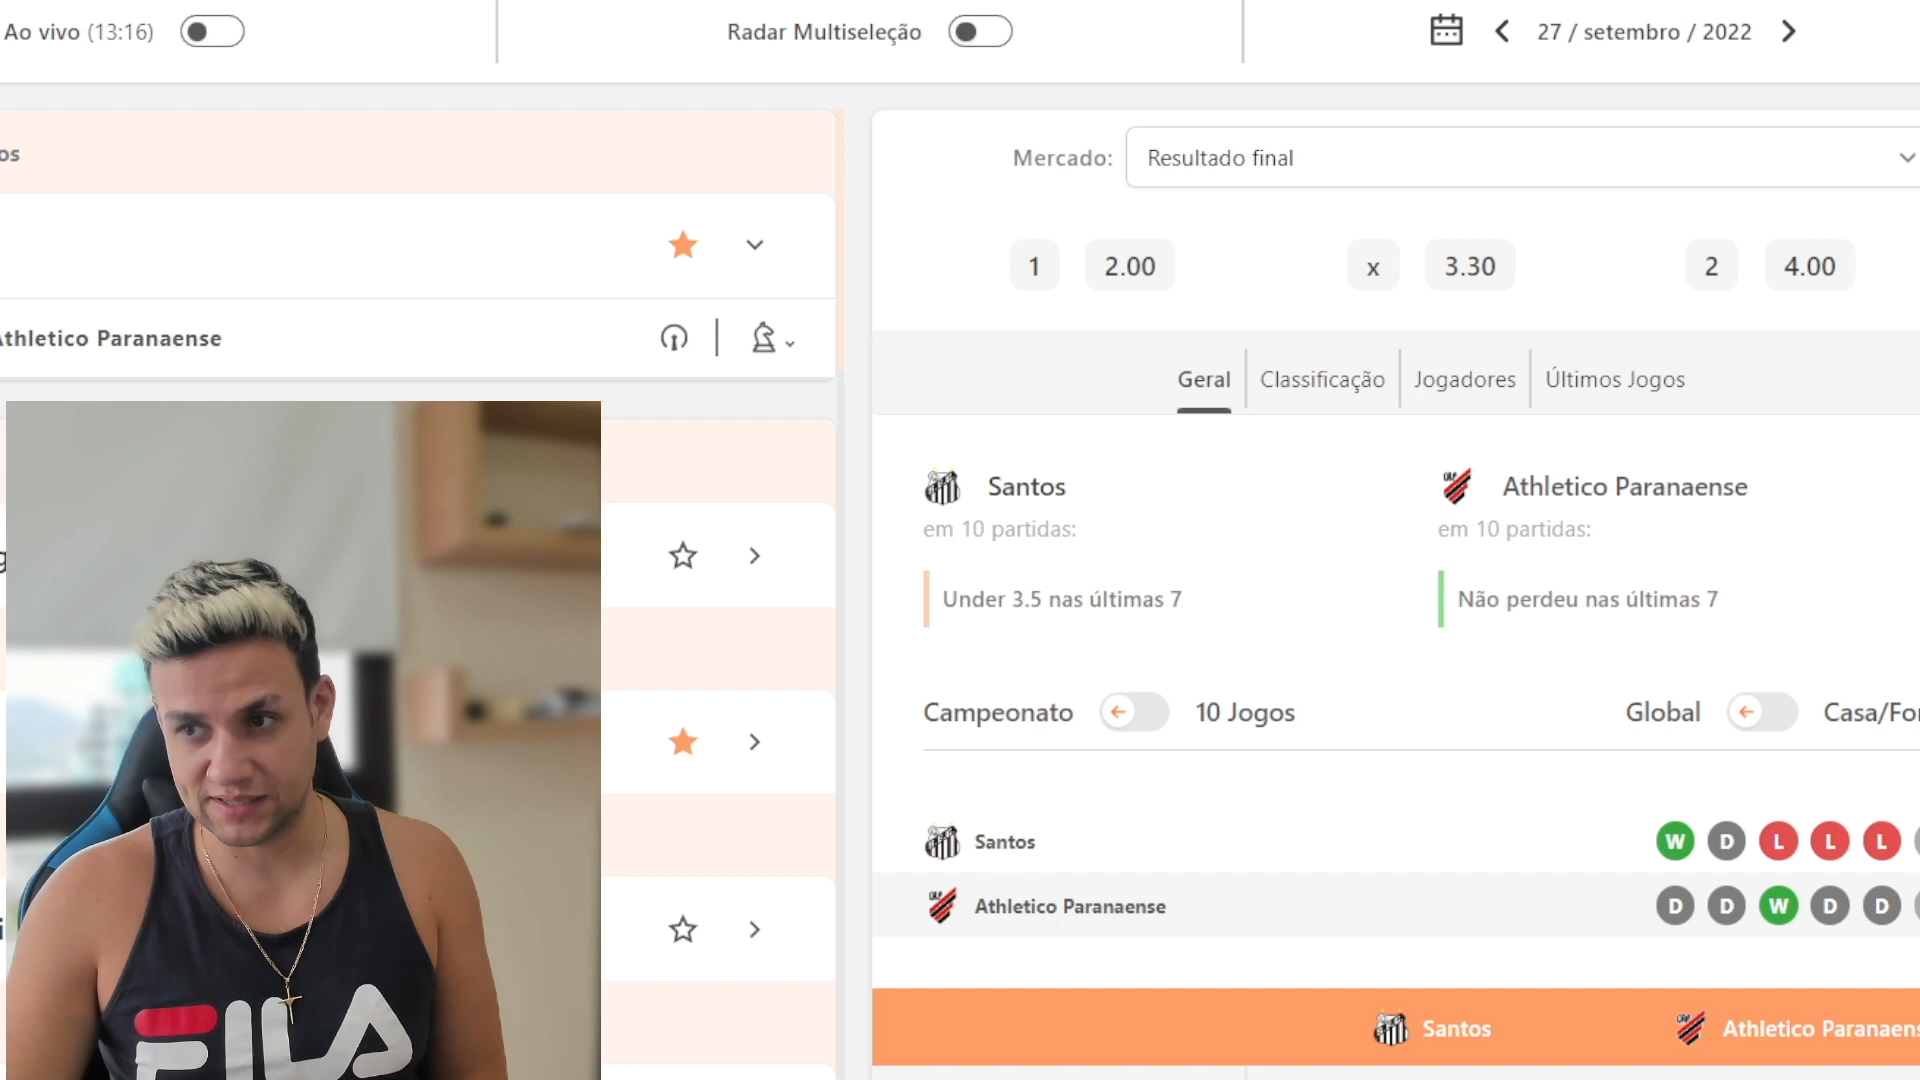 Ao vivo (13:16)
Radar Multiseleção
27 / setembro / 2022
os
Mercado:
Resultado final
1
2.00
x
3.30
2
4.00
Athletico Paranaense
Geral
Classificação
Jogadores
Últimos Jogos
Santos
em 10 partidas:
Under 3.5 nas últimas 7
Athletico Paranaense
em 10 partidas:
Não perdeu nas últimas 7
Campeonato
10 Jogos
Global
Casa/For
Santos
W D L L L
Athletico Paranaense
D D W D D
Santos
Athletico Paranaens
FILA